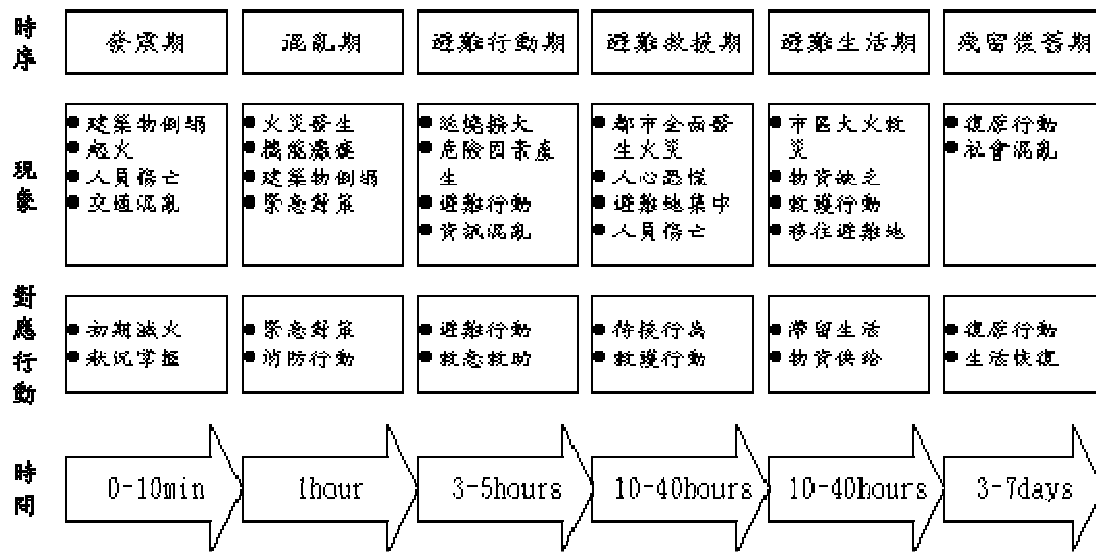 時序
發震期
混亂期
避難行動期
避難救援期
避難生活期
殘留復舊期
現象
●建築物倒塌
●起火
●人員傷亡
●交通混亂
●火災發生
●機能癱瘓
●建築物倒塌
●緊急對策
●延燒擴大
●危險因素產
生
●避難行動
●資訊混亂
●都市全面發
生火災
●人心恐慌
●避難地集中
●人員傷亡
●市區大火救
災
●物資缺乏
●救護行動
●移往避難地
●復原行動
●社會混亂
對應行動
●初期滅火
●狀況掌握
●緊急對策
●消防行動
●避難行動
●救急救助
●待援行為
●救護行動
●滯留生活
●物資供給
●復原行動
●生活恢復
時間
0-10min
1hour
3-5hours
10-40hours
10-40hours
3-7days